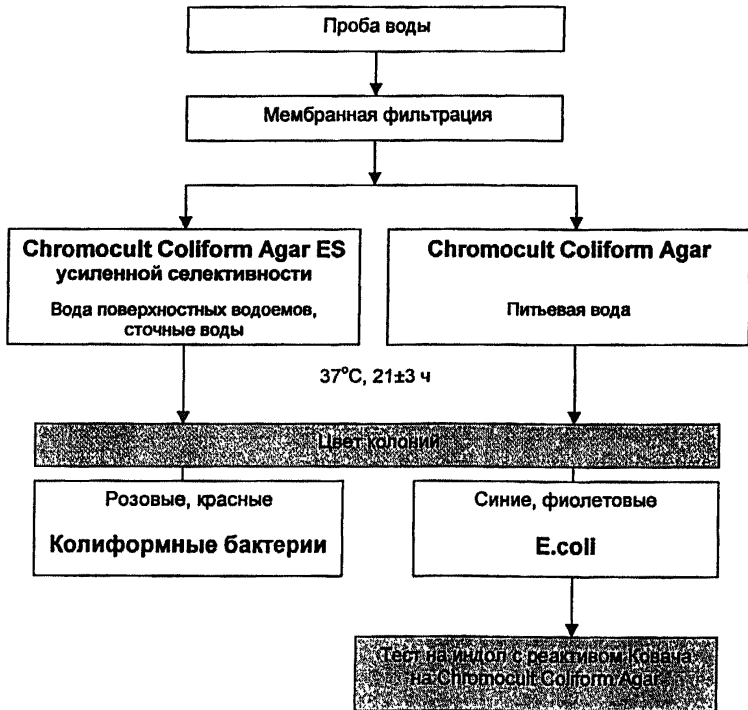 Проба воды
Мембранная фильтрация
Chromocult Coliform Agar ES
усиленной селективности
Вода поверхностных водоемов,
сточные воды
Chromocult Coliform Agar
Питьевая вода
37°C, 21±3 ч
Цвет колоний
Розовые, красные
Колиформные бактерии
Синие, фиолетовые
E.coli
Тест на индол с реактивом Ковача
на Chromocult Coliform Agar